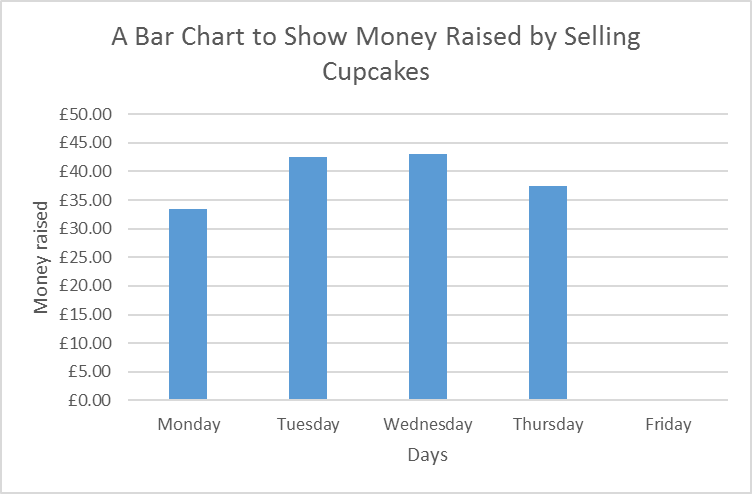 A Bar Chart to Show Money Raised by Selling
Cupcakes
£50.00
£45.00
£40.00
£35.00
£30.00
£25.00
£20.00
£15.00
£10.00
£5.00
£0.00
Money raised
Monday Tuesday Wednesday Thursday Friday
Days